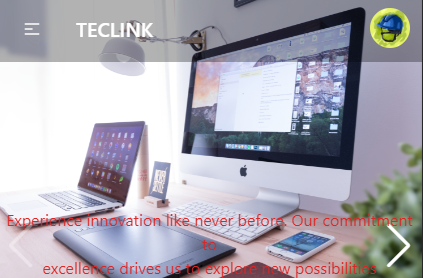 TECLINK
Experience Innovation like never before. Our commitment
to
excellence drives us to explore new possibilities